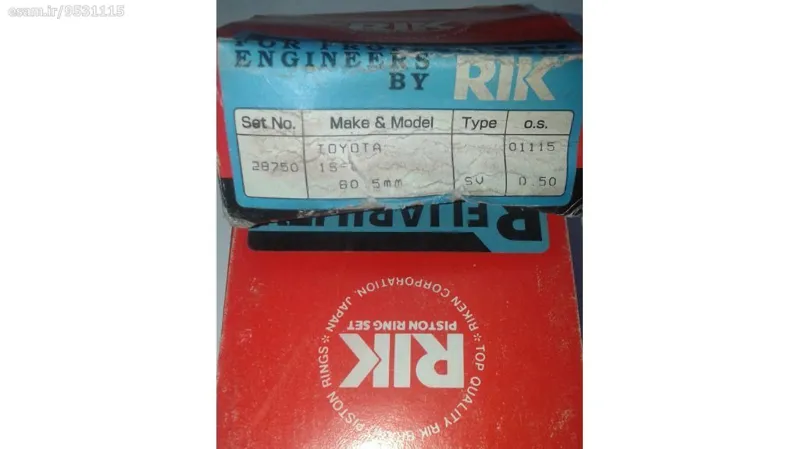 esam.ir/9531115
ENGINEERS
BY RIK
Set No. Make & Model Type o.s.
TOYOTA 01115
28750
80 5mm SV 0.50
RELIABILIT
RIKEN CORPORATION, JAPAN
PISTON RING SET
RIK
TOP QUALITY RIK PISTON RINGS